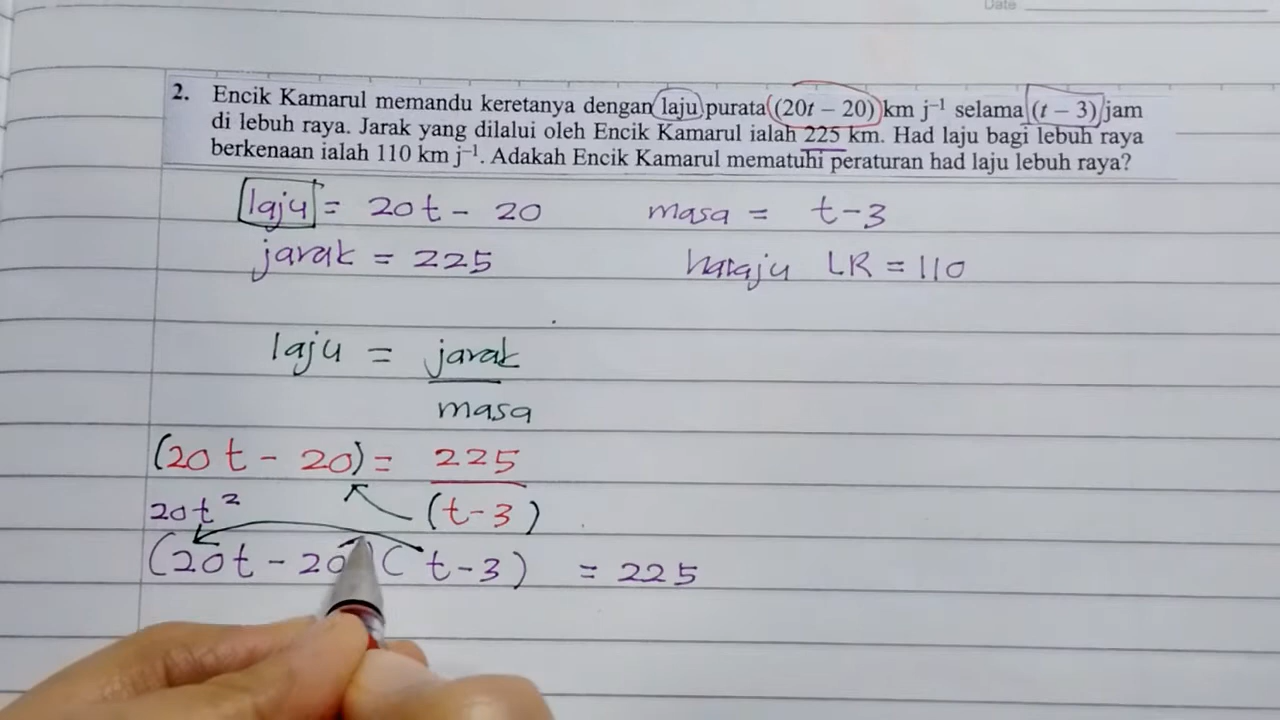 Date
2. Encik Kamarul memandu keretanya dengan laju purata (20t − 20) km j⁻¹ selama (t − 3) jam
di lebuh raya. Jarak yang dilalui oleh Encik Kamarul ialah 225 km. Had laju bagi lebuh raya
berkenaan ialah 110 km j⁻¹. Adakah Encik Kamarul mematuhi peraturan had laju lebuh raya?
laju = 20t - 20 masa = t-3
jarak = 225 LR = 110
laju = jarak
masa
(20t - 20) = 225
20t² (t-3)
(20t - 20)(t-3) = 225